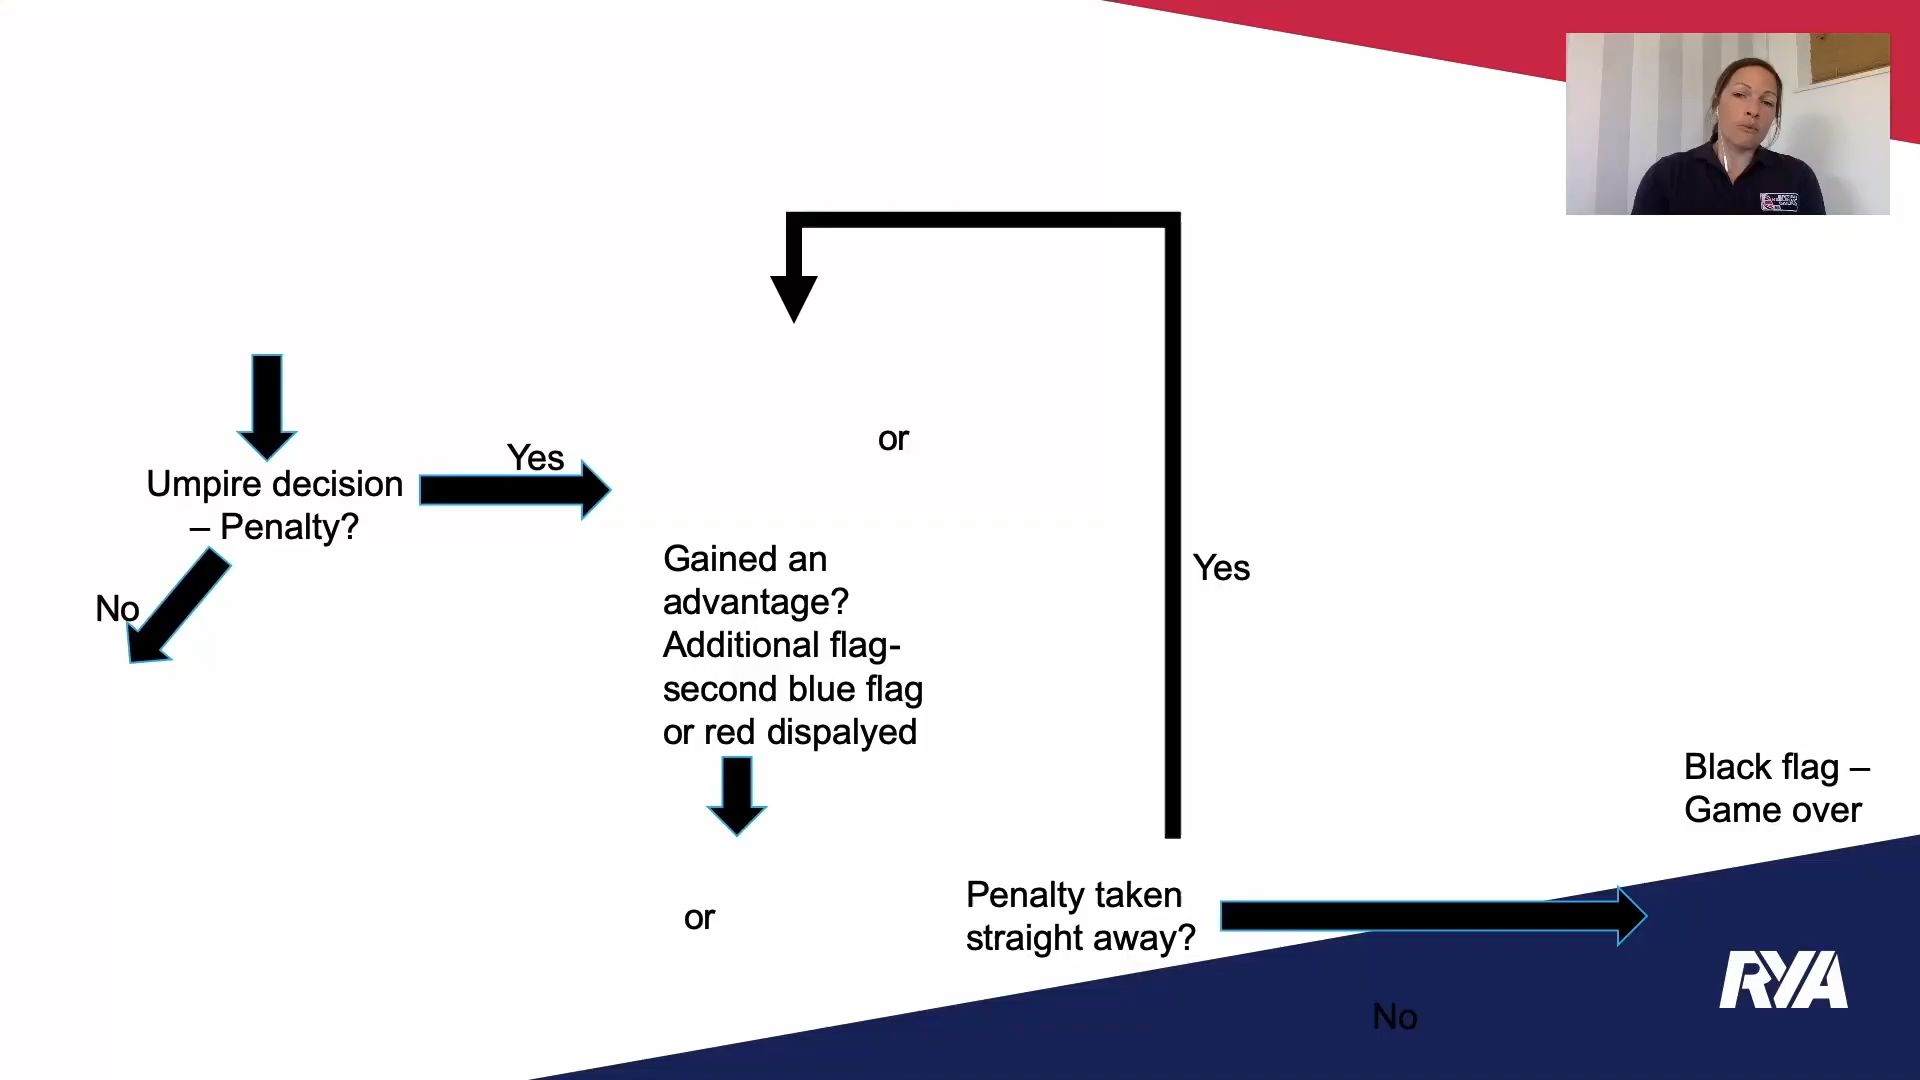 or
Yes
Umpire decision
– Penalty?
No
Gained an
advantage?
Additional flag-
second blue flag
or red dispalyed
Yes
Black flag –
Game over
or
Penalty taken
straight away?
No
RYA